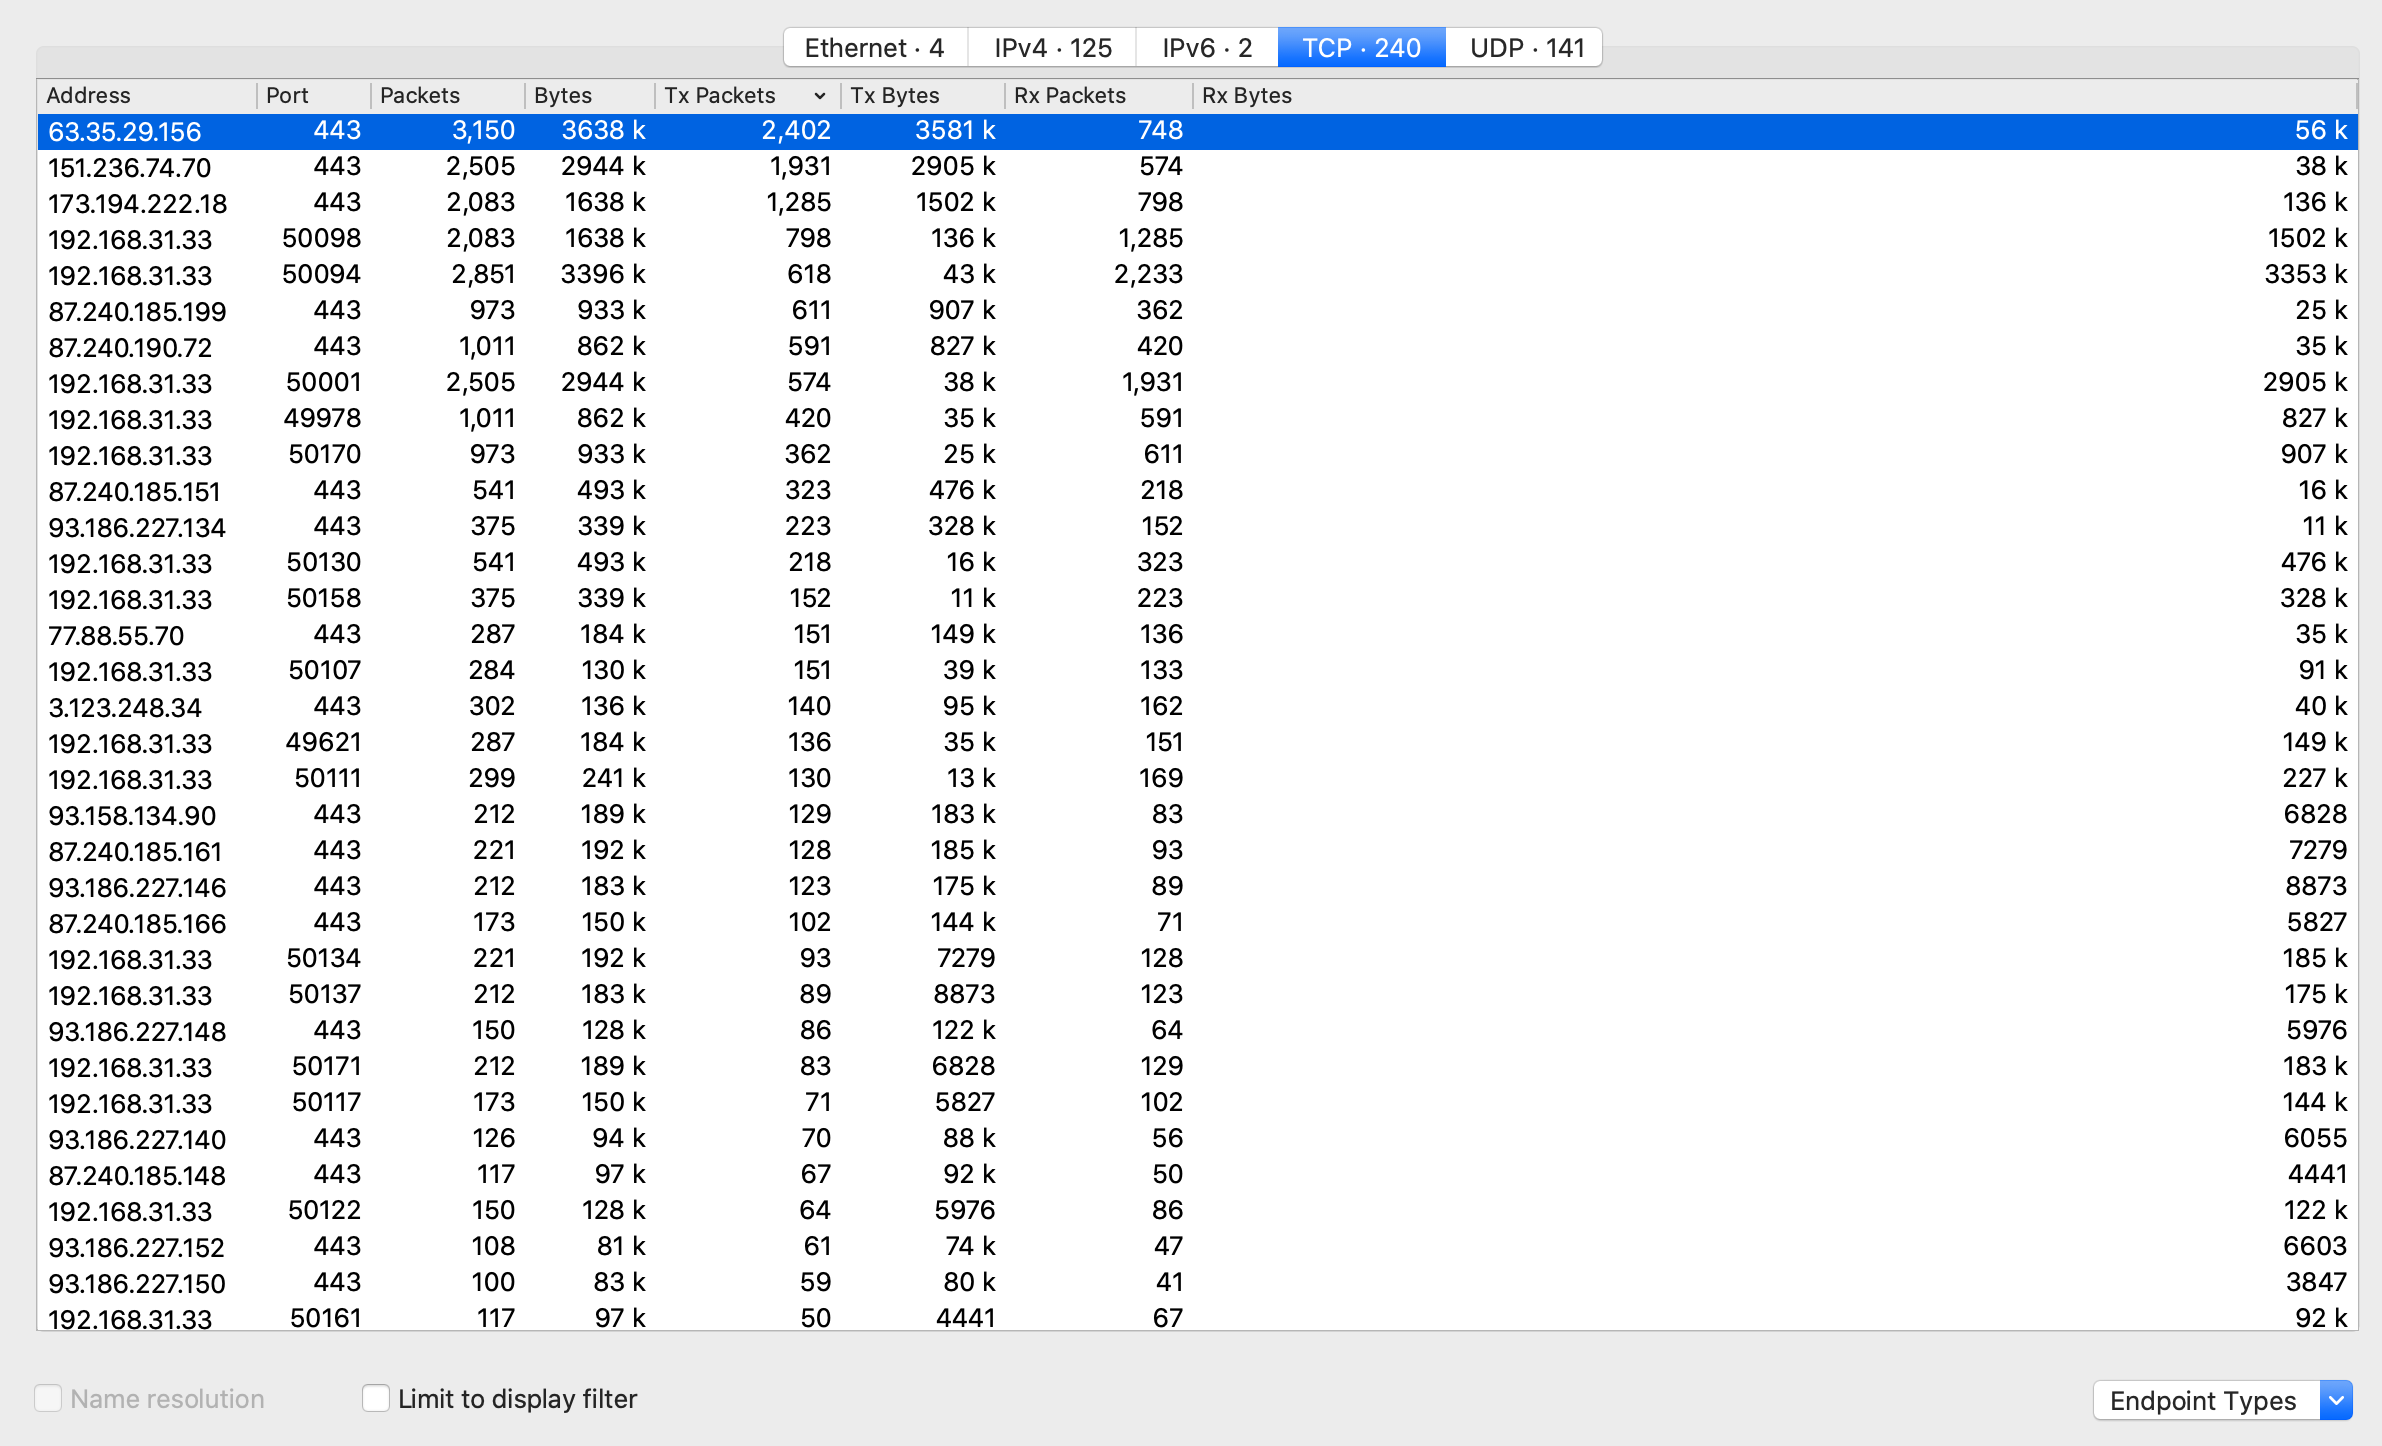 Ethernet · 4 IPv4 · 125 IPv6 · 2 TCP · 240 UDP · 141
Address Port Packets Bytes Tx Packets Tx Bytes Rx Packets Rx Bytes
63.35.29.156 443 3,150 3638 k 2,402 3581 k 748 56 k
151.236.74.70 443 2,505 2944 k 1,931 2905 k 574 38 k
173.194.222.18 443 2,083 1638 k 1,285 1502 k 798 136 k
192.168.31.33 50098 2,083 1638 k 798 136 k 1,285 1502 k
192.168.31.33 50094 2,851 3396 k 618 43 k 2,233 3353 k
87.240.185.199 443 973 933 k 611 907 k 362 25 k
87.240.190.72 443 1,011 862 k 591 827 k 420 35 k
192.168.31.33 50001 2,505 2944 k 574 38 k 1,931 2905 k
192.168.31.33 49978 1,011 862 k 420 35 k 591 827 k
192.168.31.33 50170 973 933 k 362 25 k 611 907 k
87.240.185.151 443 541 493 k 323 476 k 218 16 k
93.186.227.134 443 375 339 k 223 328 k 152 11 k
192.168.31.33 50130 541 493 k 218 16 k 323 476 k
192.168.31.33 50158 375 339 k 152 11 k 223 328 k
77.88.55.70 443 287 184 k 151 149 k 136 35 k
192.168.31.33 50107 284 130 k 151 39 k 133 91 k
3.123.248.34 443 302 136 k 140 95 k 162 40 k
192.168.31.33 49621 287 184 k 136 35 k 151 149 k
192.168.31.33 50111 299 241 k 130 13 k 169 227 k
93.158.134.90 443 212 189 k 129 183 k 83 6828
87.240.185.161 443 221 192 k 128 185 k 93 7279
93.186.227.146 443 212 183 k 123 175 k 89 8873
87.240.185.166 443 173 150 k 102 144 k 71 5827
192.168.31.33 50134 221 192 k 93 7279 128 185 k
192.168.31.33 50137 212 183 k 89 8873 123 175 k
93.186.227.148 443 150 128 k 86 122 k 64 5976
192.168.31.33 50171 212 189 k 83 6828 129 183 k
192.168.31.33 50117 173 150 k 71 5827 102 144 k
93.186.227.140 443 126 94 k 70 88 k 56 6055
87.240.185.148 443 117 97 k 67 92 k 50 4441
192.168.31.33 50122 150 128 k 64 5976 86 122 k
93.186.227.152 443 108 81 k 61 74 k 47 6603
93.186.227.150 443 100 83 k 59 80 k 41 3847
192.168.31.33 50161 117 97 k 50 4441 67 92 k
Name resolution Limit to display filter Endpoint Types